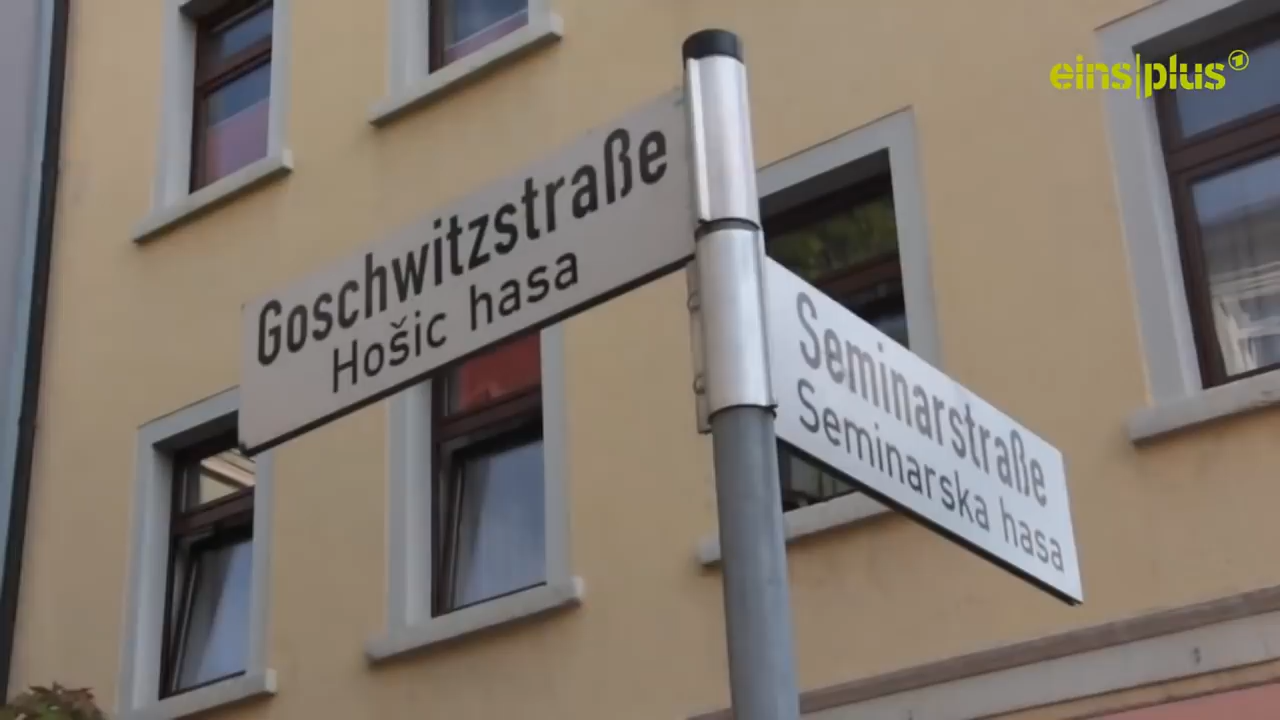 eins|plus
Goschwitzstraße
Hošic hasa
Seminarstraße
Seminarska hasa